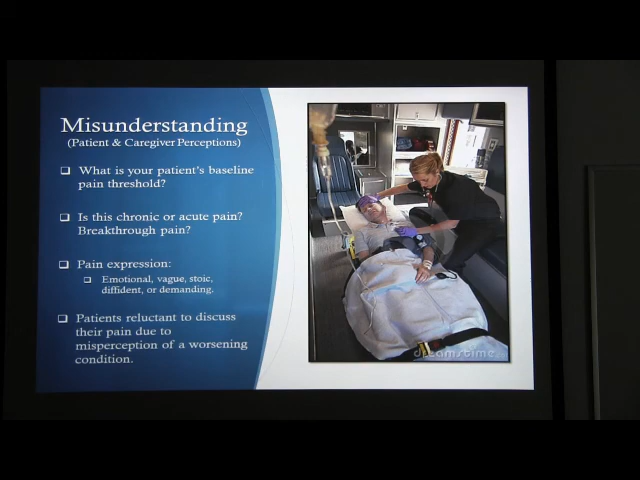 Misunderstanding
(Patient & Caregiver Perceptions)
What is your patient's baseline
pain threshold?
Is this chronic or acute pain?
Breakthrough pain?
Pain expression:
Emotional, vague, stoic,
diffident, or demanding.
Patients reluctant to discuss
their pain due to
misperception of a worsening
condition.
dreamstime